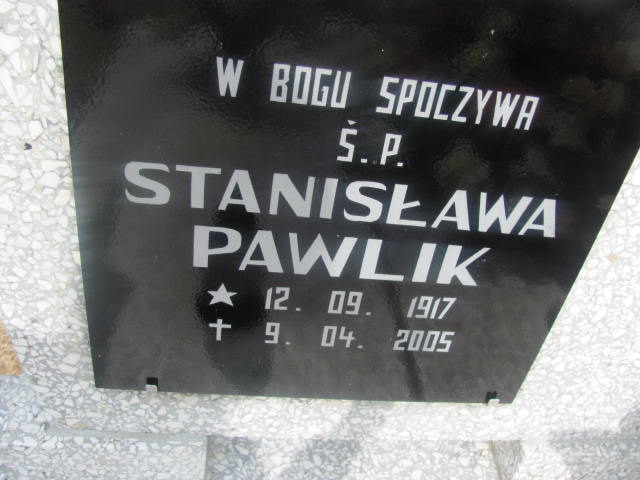 W BOGU SPOCZYWA
Ś. P.
STANISŁAWA
PAWLIK
★ 12. 09. 1917
✝ 9. 04. 2005